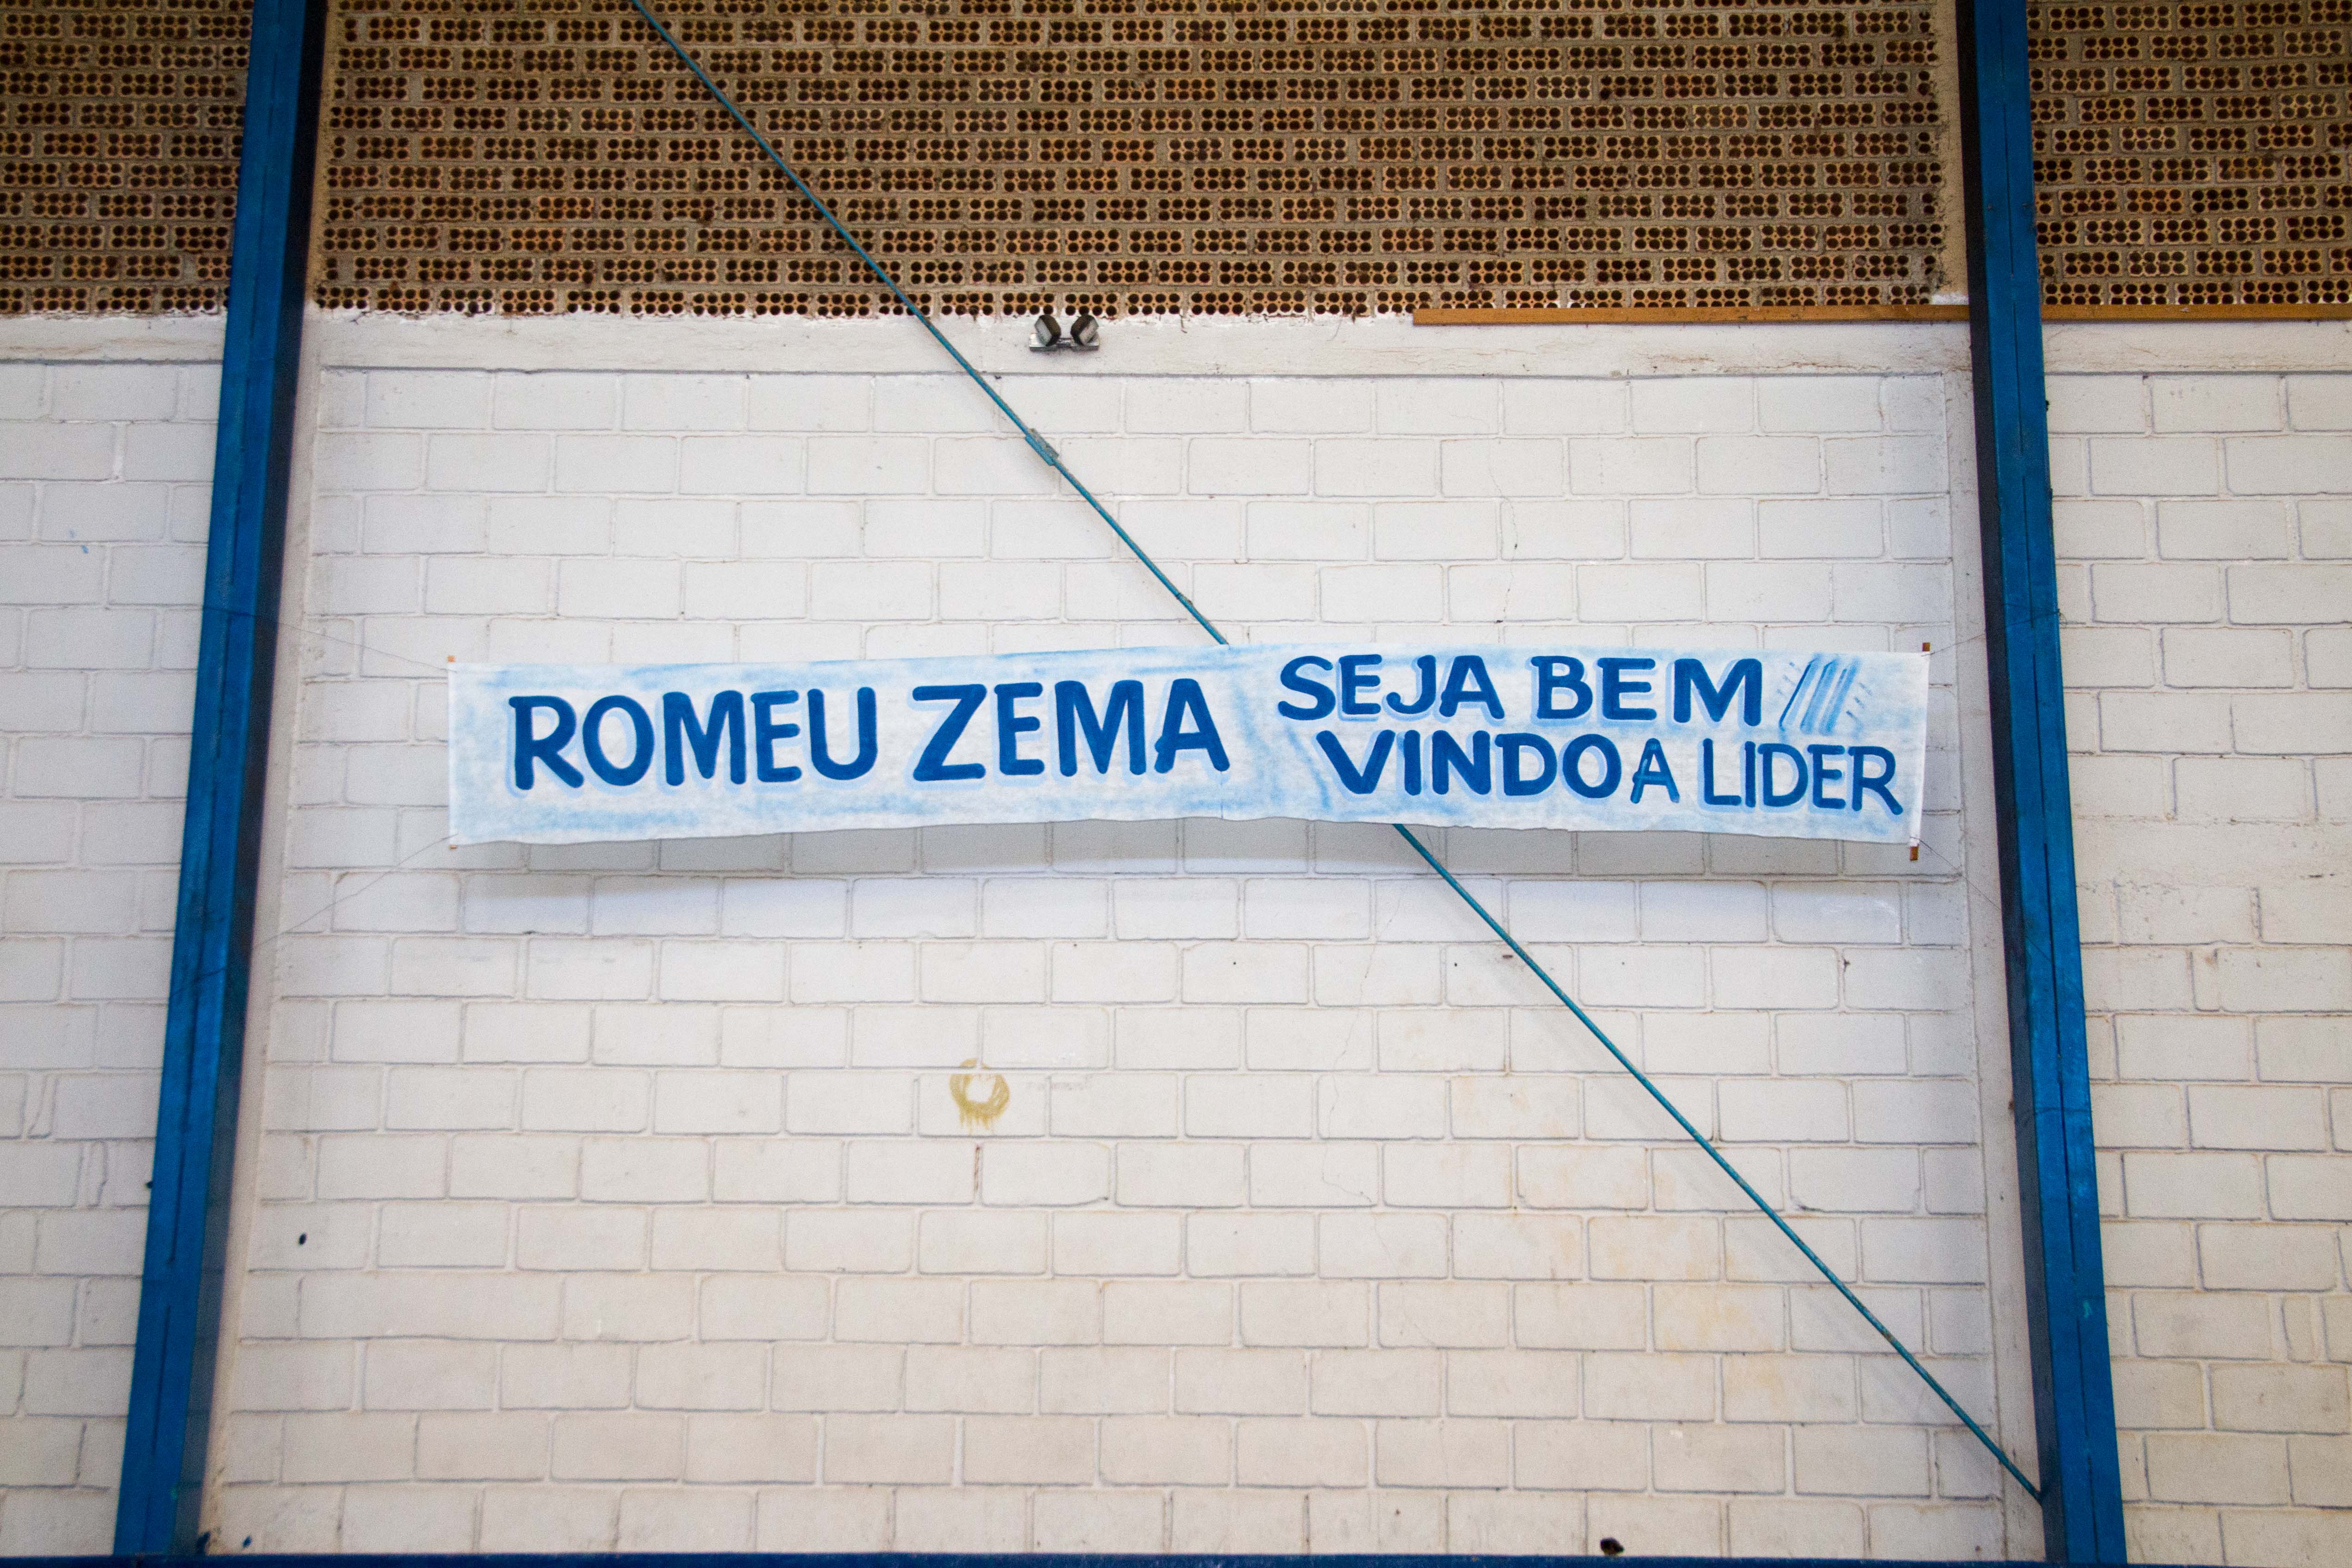 ROMEU ZEMA
SEJA BEM
VINDO A LIDER